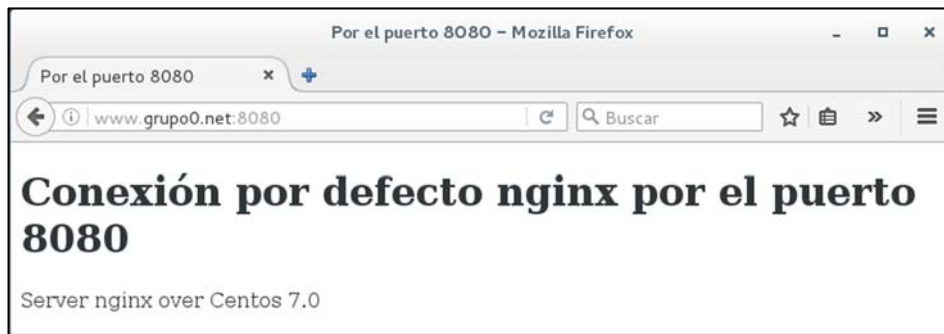 Por el puerto 8080 – Mozilla Firefox
Por el puerto 8080
www.grupo0.net:8080
Buscar
Conexión por defecto nginx por el puerto
8080
Server nginx over Centos 7.0